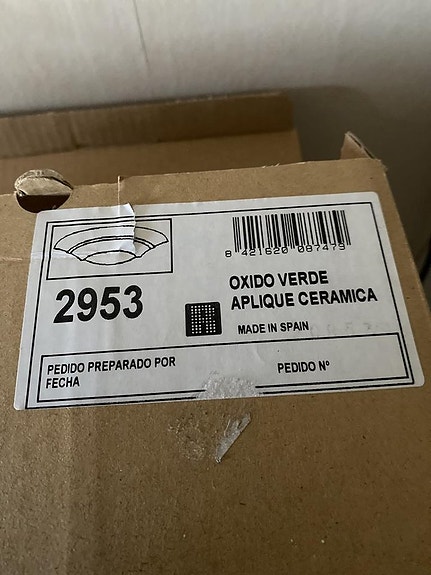 8 421620 087479
2953
OXIDO VERDE
APLIQUE CERAMICA
MADE IN SPAIN
PEDIDO PREPARADO POR
FECHA
PEDIDO Nº